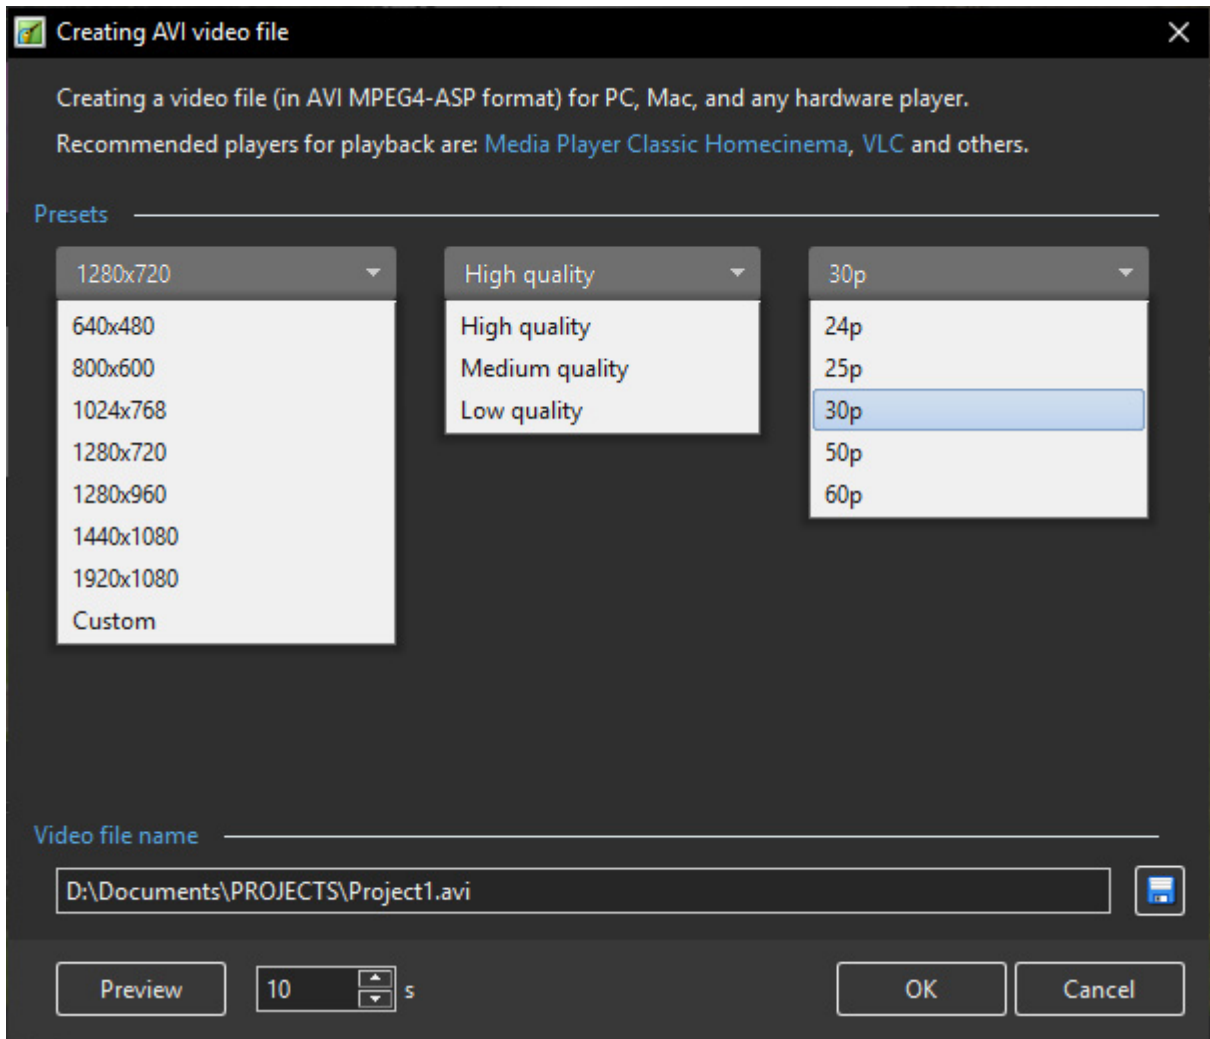 Creating AVI video file
Creating a video file (in AVI MPEG4-ASP format) for PC, Mac, and any hardware player.
Recommended players for playback are: Media Player Classic Homecinema, VLC and others.
Presets
1280x720
640x480
800x600
1024x768
1280x720
1280x960
1440x1080
1920x1080
Custom
High quality
High quality
Medium quality
Low quality
30p
24p
25p
30p
50p
60p
Video file name
D:\Documents\PROJECTS\Project1.avi
Preview 10 s OK Cancel